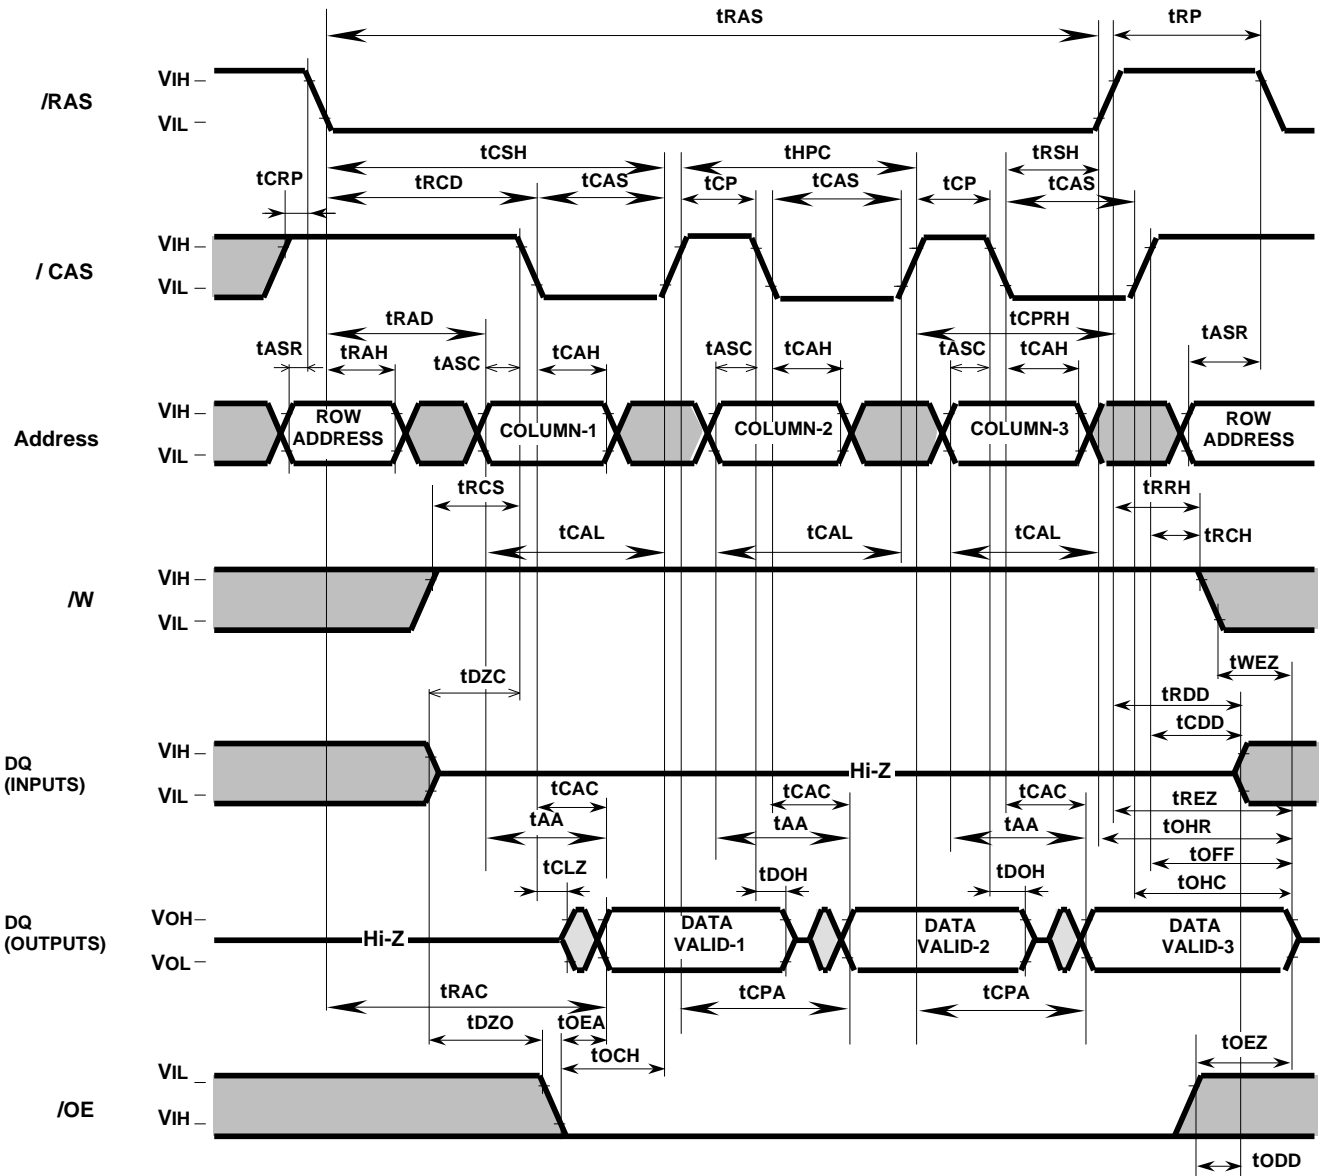 tRAS
tRP
VIH
/RAS
VIL
tCSH
tHPC
tRSH
tCRP
tRCD
tCAS
tCP
tCAS
tCP
tCAS
VIH
/ CAS
VIL
tRAD
tCPRH
tASR
tASR
tRAH
tASC
tCAH
tASC
tCAH
tASC
tCAH
VIH
Address
VIL
ROW
ADDRESS
COLUMN-1
COLUMN-2
COLUMN-3
ROW
ADDRESS
tRCS
tRRH
tCAL
tCAL
tCAL
tRCH
VIH
/W
VIL
tDZC
tWEZ
tRDD
tCDD
DQ
(INPUTS)
VIH
VIL
Hi-Z
tCAC
tCAC
tCAC
tREZ
tAA
tAA
tAA
tOHR
tCLZ
tDOH
tDOH
tOFF
tOHC
DQ
(OUTPUTS)
VOH
VOL
Hi-Z
DATA
VALID-1
DATA
VALID-2
DATA
VALID-3
tRAC
tCPA
tCPA
tDZO
tOEA
tOCH
tOEZ
VIL
/OE
VIH
tODD